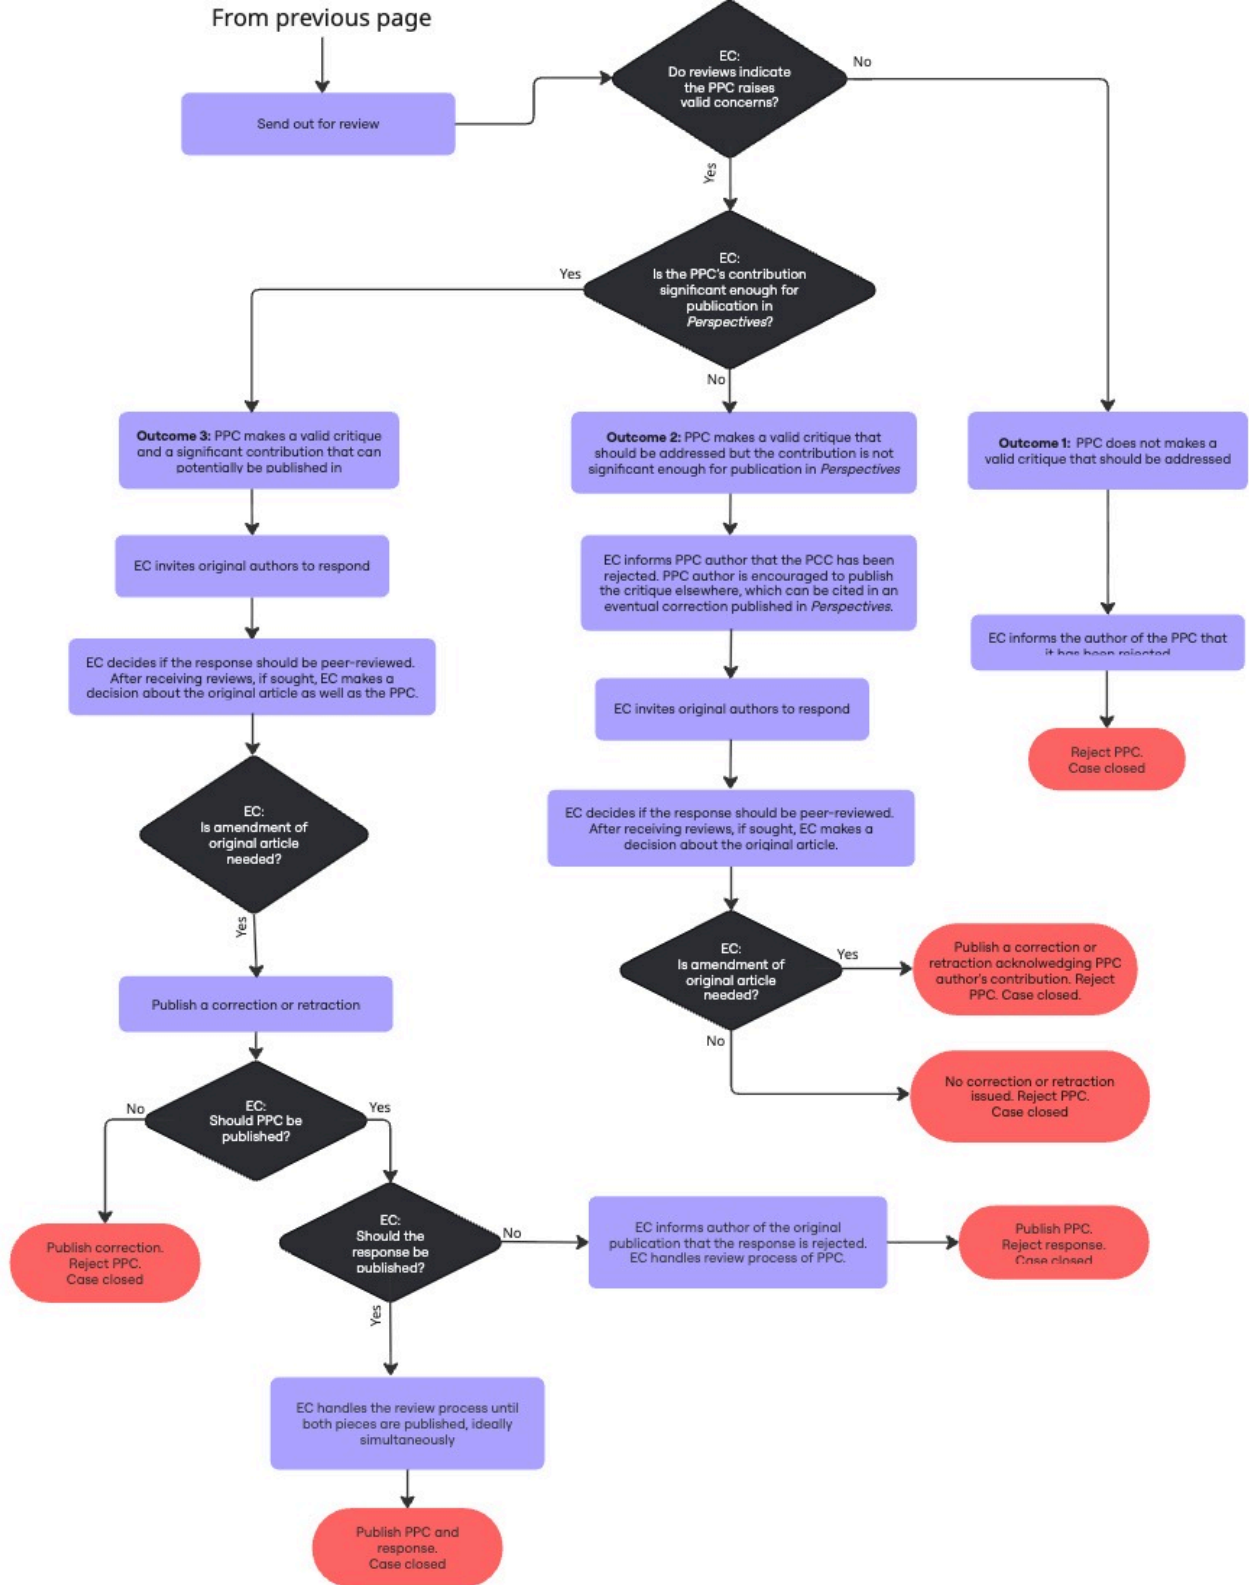 From previous page
Send out for review
EC:
Do reviews indicate
the PPC raises
valid concerns?
No
Yes
EC:
Is the PPC's contribution
significant enough for
publication in
Perspectives?
Yes
No
Outcome 3: PPC makes a valid critique
and a significant contribution that can
potentially be published in
Outcome 2: PPC makes a valid critique that
should be addressed but the contribution is not
significant enough for publication in Perspectives
Outcome 1: PPC does not makes a
valid critique that should be addressed
EC invites original authors to respond
EC informs PPC author that the PCC has been
rejected. PPC author is encouraged to publish
the critique elsewhere, which can be cited in an
eventual correction published in Perspectives.
EC informs the author of the PPC that
it has been rejected
EC decides if the response should be peer-reviewed.
After receiving reviews, if sought, EC makes a
decision about the original article as well as the PPC.
EC invites original authors to respond
Reject PPC.
Case closed
EC:
Is amendment of
original article
needed?
Yes
EC decides if the response should be peer-reviewed.
After receiving reviews, if sought, EC makes a
decision about the original article.
EC:
Is amendment of
original article
needed?
Yes
No
Publish a correction or
retraction acknolwedging PPC
author's contribution. Reject
PPC. Case closed.
No correction or retraction
issued. Reject PPC.
Case closed
Publish a correction or retraction
EC:
Should PPC be
published?
No
Yes
Publish correction.
Reject PPC.
Case closed
EC:
Should the
response be
published?
No
Yes
EC informs author of the original
publication that the response is rejected.
EC handles review process of PPC.
Publish PPC.
Reject response.
Case closed
EC handles the review process until
both pieces are published, ideally
simultaneously
Publish PPC and
response.
Case closed